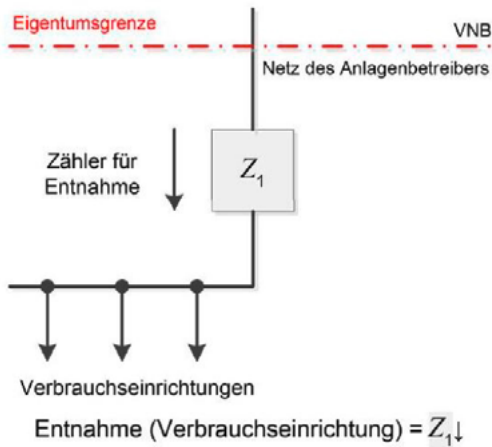 Eigentumsgrenze
VNB
Netz des Anlagenbetreibers
Zähler für
Entnahme
Z₁
Verbrauchseinrichtungen
Entnahme (Verbrauchseinrichtung) = Z₁↓